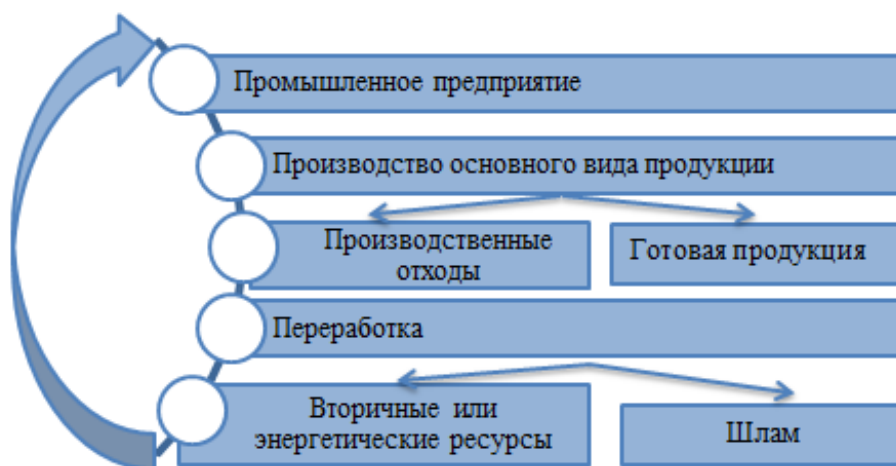 Промышленное предприятие
Производство основного вида продукции
Производственные
отходы
Готовая продукция
Переработка
Вторичные или
энергетические ресурсы
Шлам